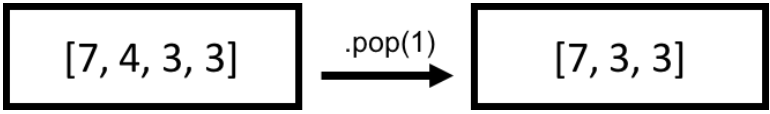 [7, 4, 3, 3]
.pop(1)
[7, 3, 3]